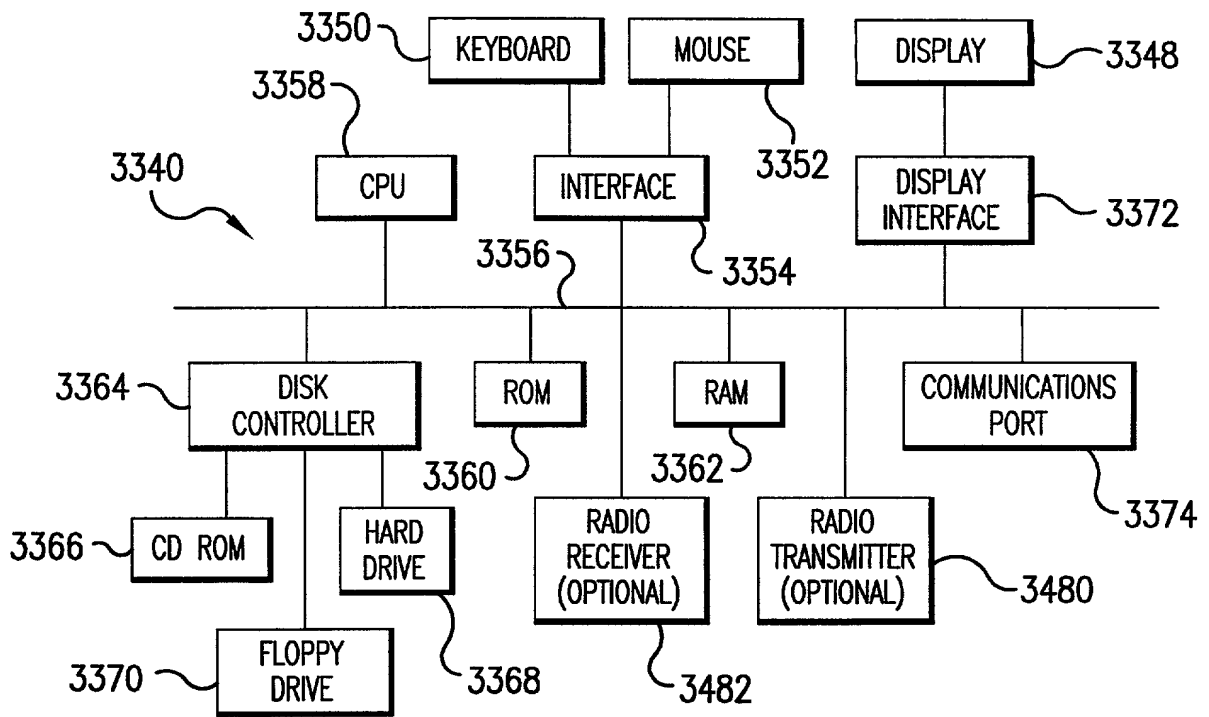 3350
KEYBOARD
MOUSE
DISPLAY
3348
3358
3352
3340
CPU
INTERFACE
DISPLAY
INTERFACE
3372
3356
3354
3364
DISK
CONTROLLER
ROM
RAM
COMMUNICATIONS
PORT
3360
3362
3374
3366
CD ROM
HARD
DRIVE
RADIO
RECEIVER
(OPTIONAL)
RADIO
TRANSMITTER
(OPTIONAL)
3480
3370
FLOPPY
DRIVE
3368
3482